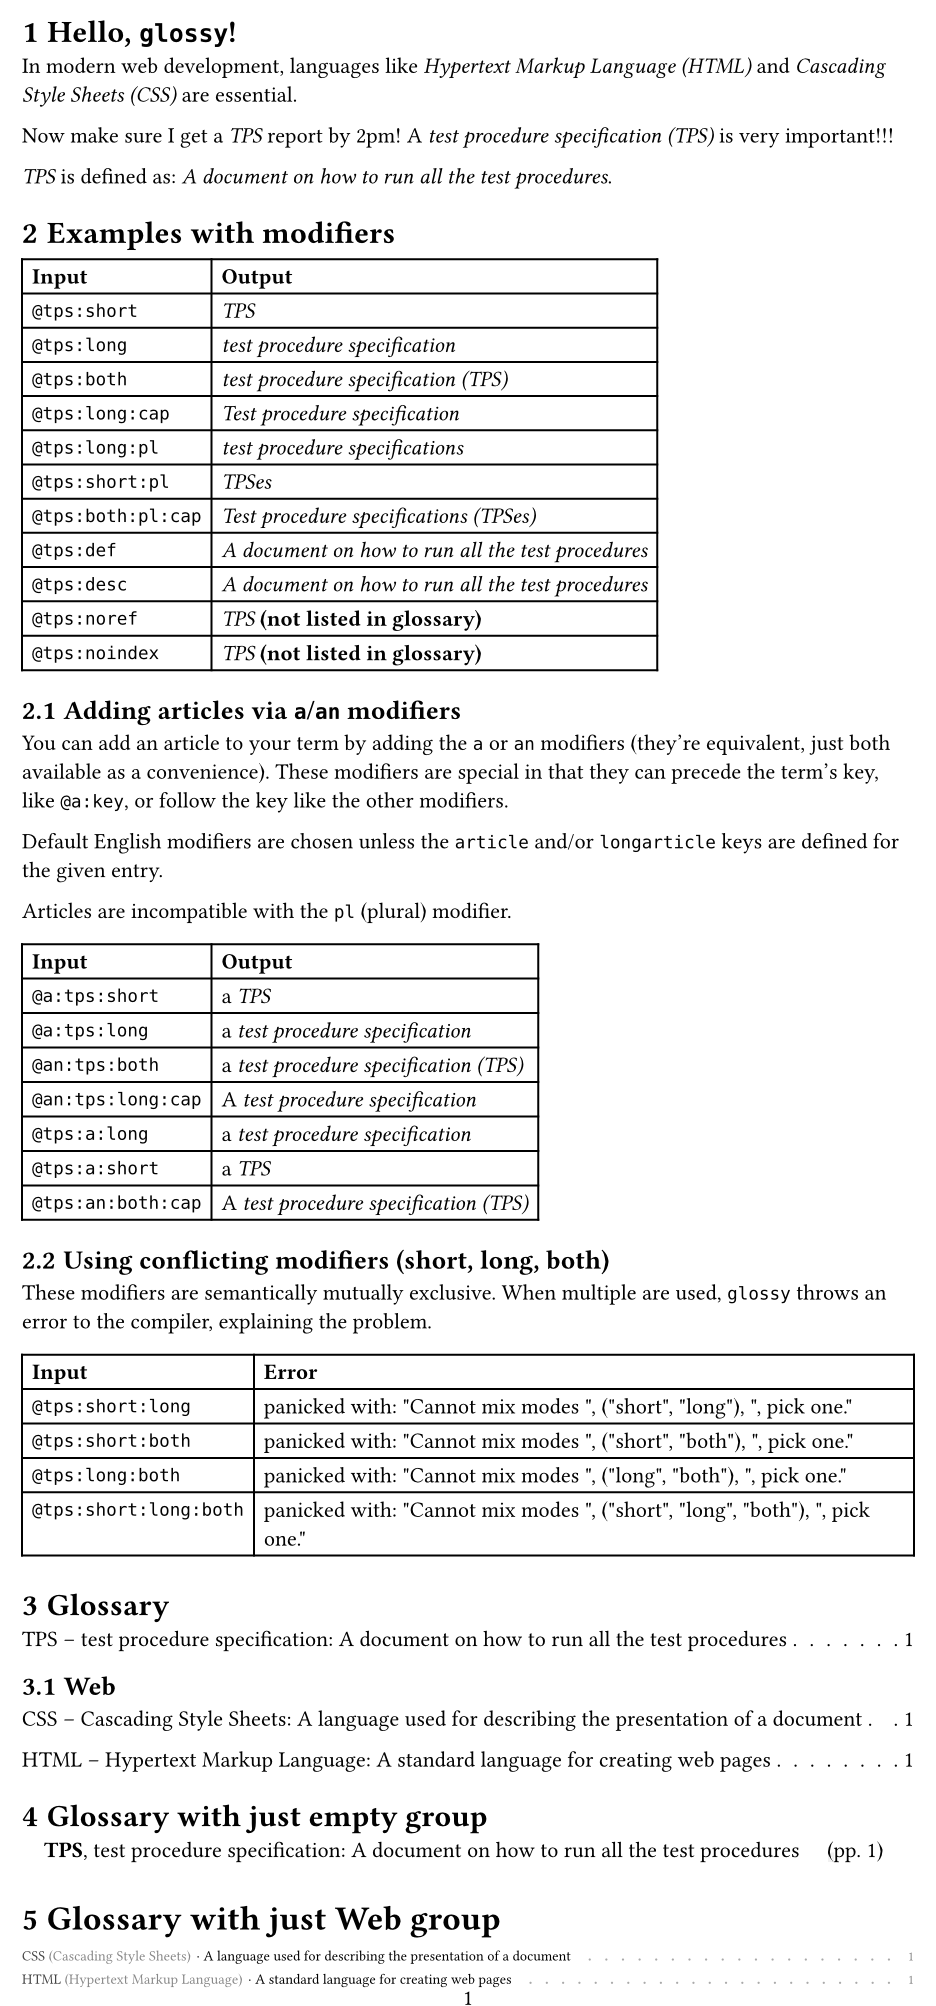 1 Hello, glossy!
In modern web development, languages like Hypertext Markup Language (HTML) and Cascading
Style Sheets (CSS) are essential.
Now make sure I get a TPS report by 2pm! A test procedure specification (TPS) is very important!!!
TPS is defined as: A document on how to run all the test procedures.
2 Examples with modifiers
Input Output
@tps:short TPS
@tps:long test procedure specification
@tps:both test procedure specification (TPS)
@tps:long:cap Test procedure specification
@tps:long:pl test procedure specifications
@tps:short:pl TPSes
@tps:both:pl:cap Test procedure specifications (TPSes)
@tps:def A document on how to run all the test procedures
@tps:desc A document on how to run all the test procedures
@tps:noref TPS (not listed in glossary)
@tps:noindex TPS (not listed in glossary)
2.1 Adding articles via a/an modifiers
You can add an article to your term by adding the a or an modifiers (they're equivalent, just both
available as a convenience). These modifiers are special in that they can precede the term's key,
like @a:key, or follow the key like the other modifiers.
Default English modifiers are chosen unless the article and/or longarticle keys are defined for
the given entry.
Articles are incompatible with the pl (plural) modifier.
Input Output
@a:tps:short a TPS
@a:tps:long a test procedure specification
@an:tps:both a test procedure specification (TPS)
@an:tps:long:cap A test procedure specification
@tps:a:long a test procedure specification
@tps:a:short a TPS
@tps:an:both:cap A test procedure specification (TPS)
2.2 Using conflicting modifiers (short, long, both)
These modifiers are semantically mutually exclusive. When multiple are used, glossy throws an
error to the compiler, explaining the problem.
Input Error
@tps:short:long panicked with: "Cannot mix modes ", ("short", "long"), ", pick one."
@tps:short:both panicked with: "Cannot mix modes ", ("short", "both"), ", pick one."
@tps:long:both panicked with: "Cannot mix modes ", ("long", "both"), ", pick one."
@tps:short:long:both panicked with: "Cannot mix modes ", ("short", "long", "both"), ", pick
one."
3 Glossary
TPS – test procedure specification: A document on how to run all the test procedures . . . . . . . 1
3.1 Web
CSS – Cascading Style Sheets: A language used for describing the presentation of a document . . 1
HTML – Hypertext Markup Language: A standard language for creating web pages . . . . . . . . 1
4 Glossary with just empty group
TPS, test procedure specification: A document on how to run all the test procedures (pp. 1)
5 Glossary with just Web group
CSS (Cascading Style Sheets) · A language used for describing the presentation of a document . . . . . . . . . . . . . . . . . . . . . . . 1
HTML (Hypertext Markup Language) · A standard language for creating web pages . . . . . . . . . . . . . . . . . . . . . . . . . . . 1
1